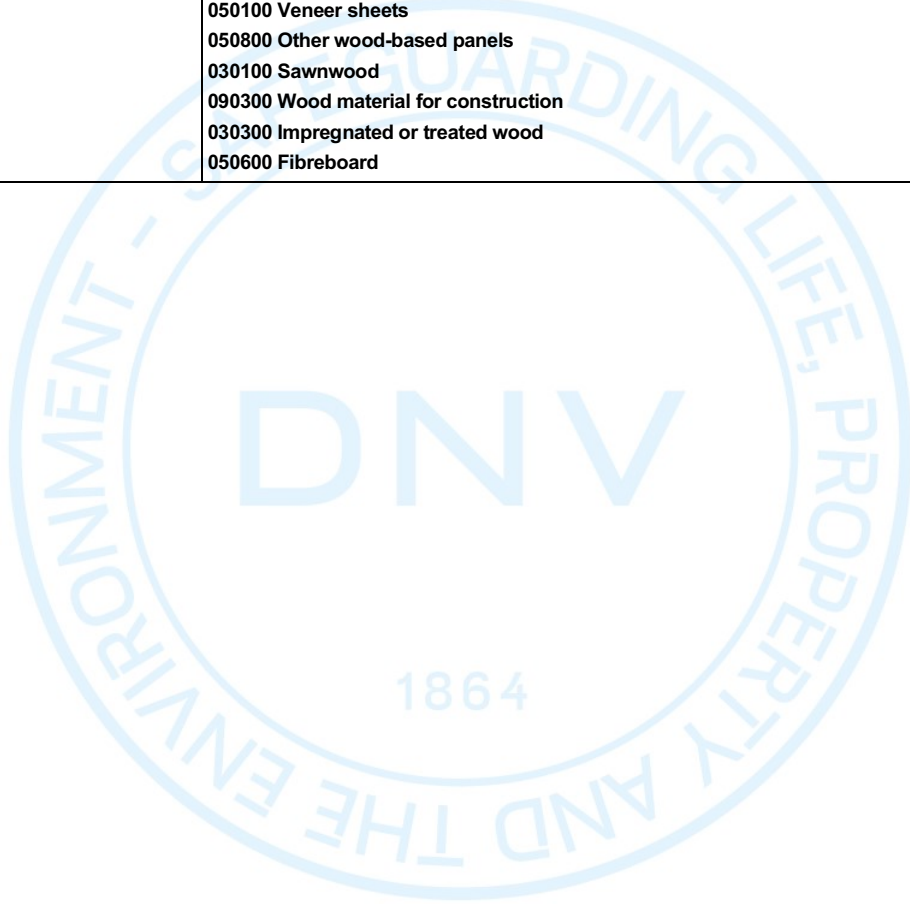 050100 Veneer sheets
050800 Other wood-based panels
030100 Sawnwood
090300 Wood material for construction
030300 Impregnated or treated wood
050600 Fibreboard
SAFEGUARDING LIFE, PROPERTY AND THE ENVIRONMENT -
DNV
1864